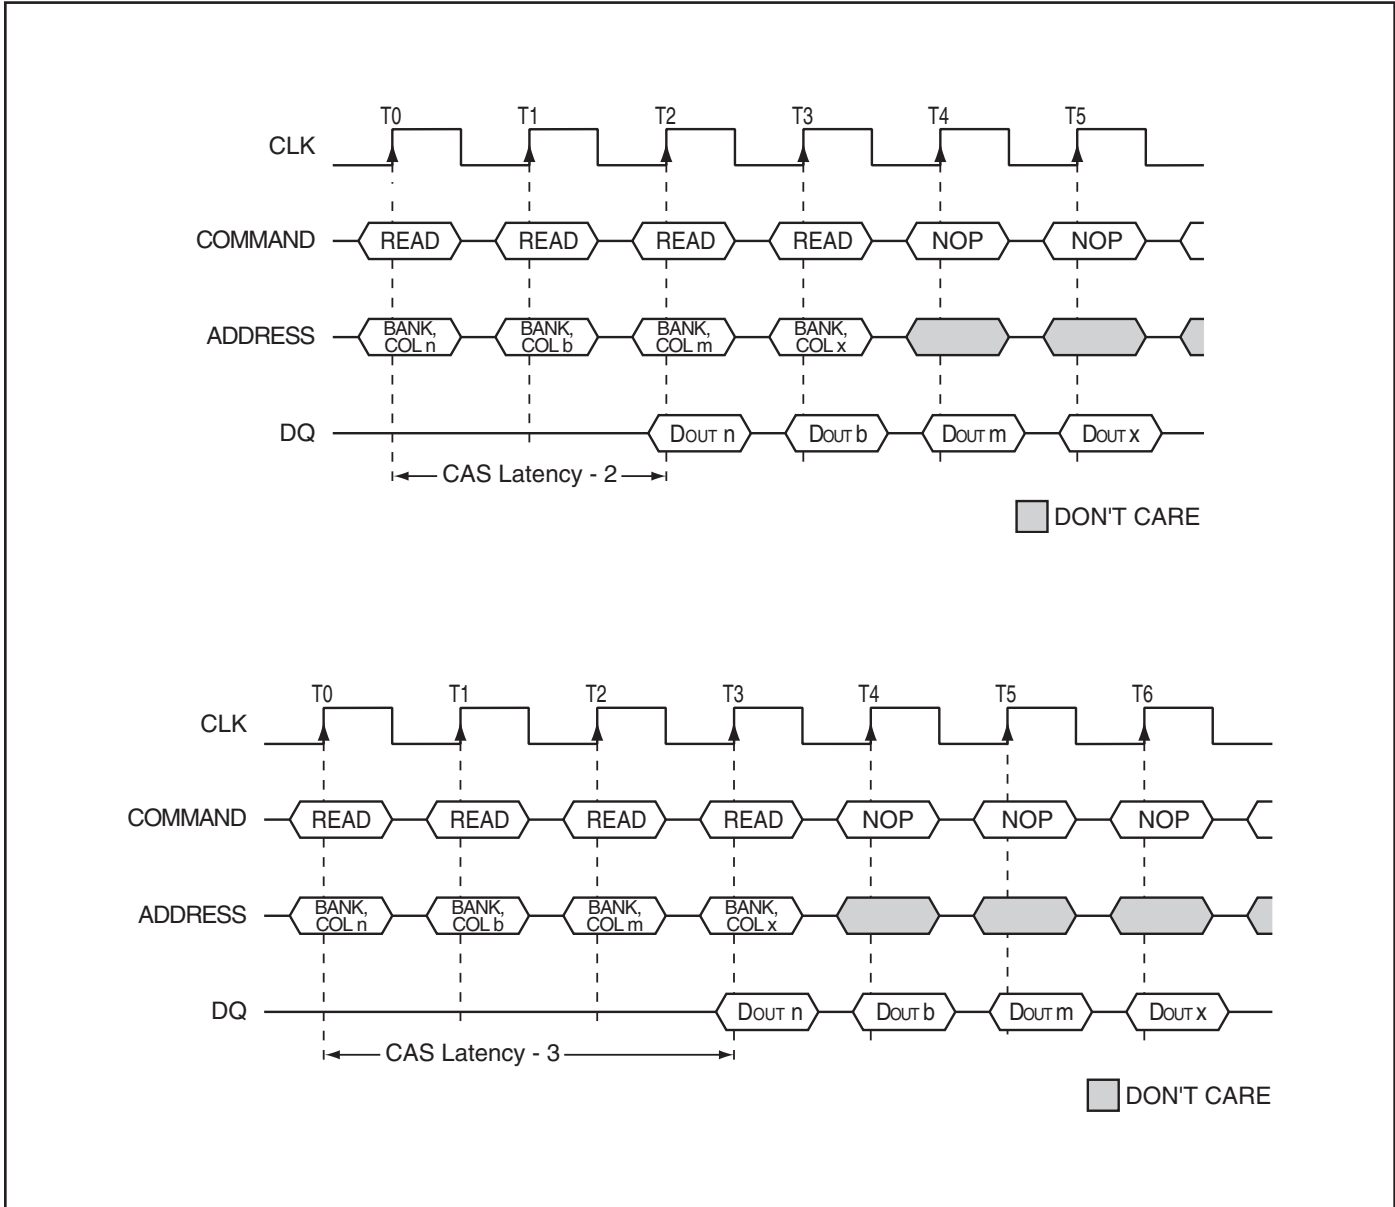 T0 T1 T2 T3 T4 T5
CLK
COMMAND READ READ READ READ NOP NOP
ADDRESS BANK, COL n BANK, COL b BANK, COL m BANK, COL x
DQ DOUT n DOUT b DOUT m DOUT x
CAS Latency - 2
DON'T CARE
T0 T1 T2 T3 T4 T5 T6
CLK
COMMAND READ READ READ READ NOP NOP NOP
ADDRESS BANK, COL n BANK, COL b BANK, COL m BANK, COL x
DQ DOUT n DOUT b DOUT m DOUT x
CAS Latency - 3
DON'T CARE